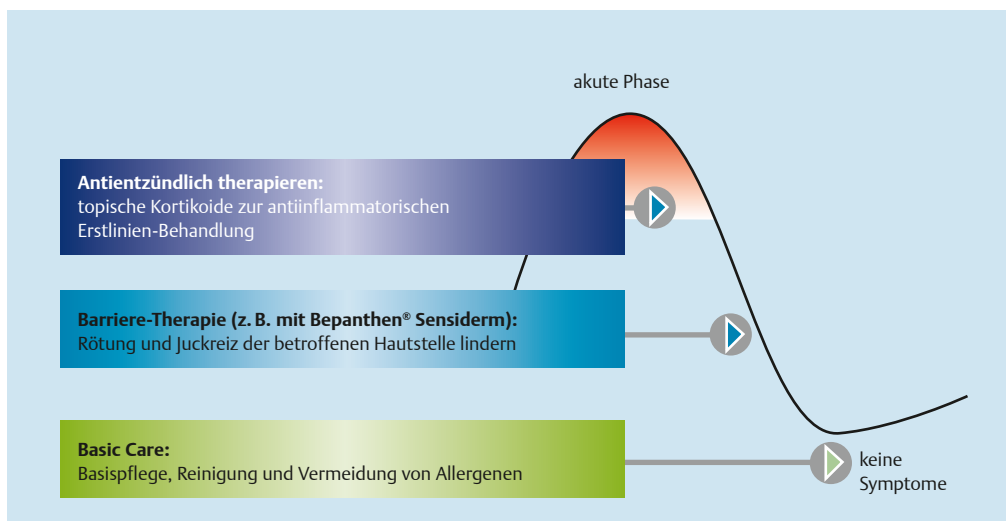 akute Phase
Antientzündlich therapieren:
topische Kortikoide zur antiinflammatorischen
Erstlinien-Behandlung
Barriere-Therapie (z. B. mit Bepanthen® Sensiderm):
Rötung und Juckreiz der betroffenen Hautstelle lindern
Basic Care:
Basispflege, Reinigung und Vermeidung von Allergenen
keine
Symptome